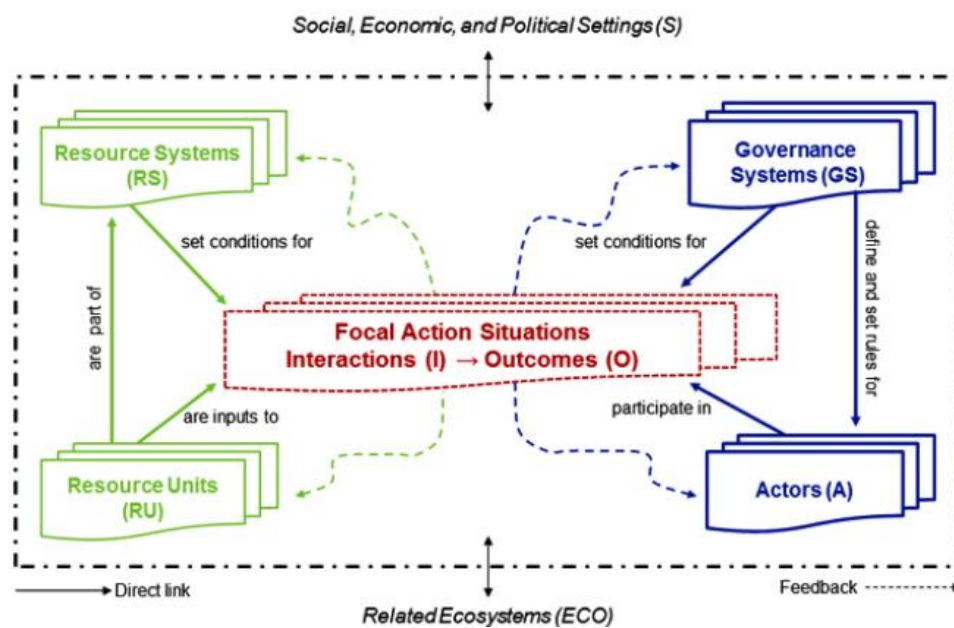 Social, Economic, and Political Settings (S)
Resource Systems
(RS)
Governance
Systems (GS)
set conditions for
set conditions for
define and set rules for
are part of
Focal Action Situations
Interactions (I) → Outcomes (O)
are inputs to
participate in
Resource Units
(RU)
Actors (A)
Direct link
Feedback
Related Ecosystems (ECO)